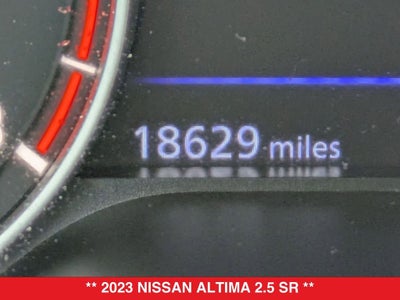 18629 miles
** 2023 NISSAN ALTIMA 2.5 SR **